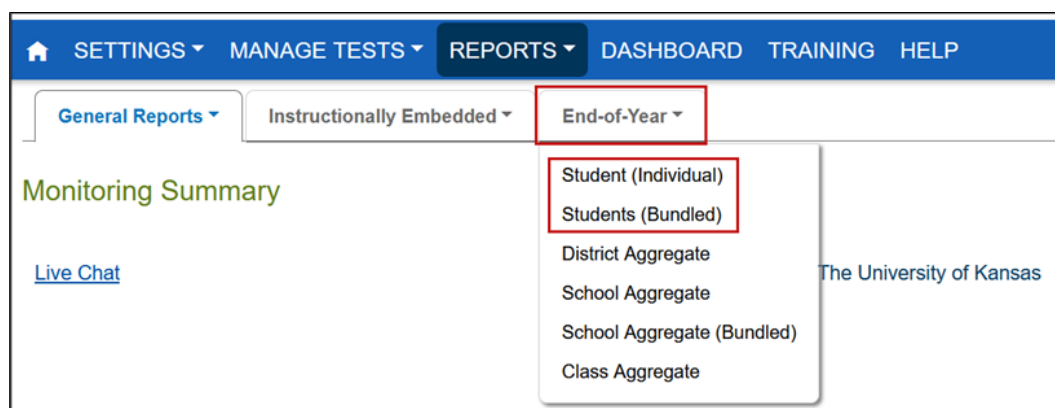 SETTINGS MANAGE TESTS REPORTS DASHBOARD TRAINING HELP
General Reports Instructionally Embedded End-of-Year
Student (Individual)
Monitoring Summary
Students (Bundled)
District Aggregate
Live Chat
The University of Kansas
School Aggregate
School Aggregate (Bundled)
Class Aggregate